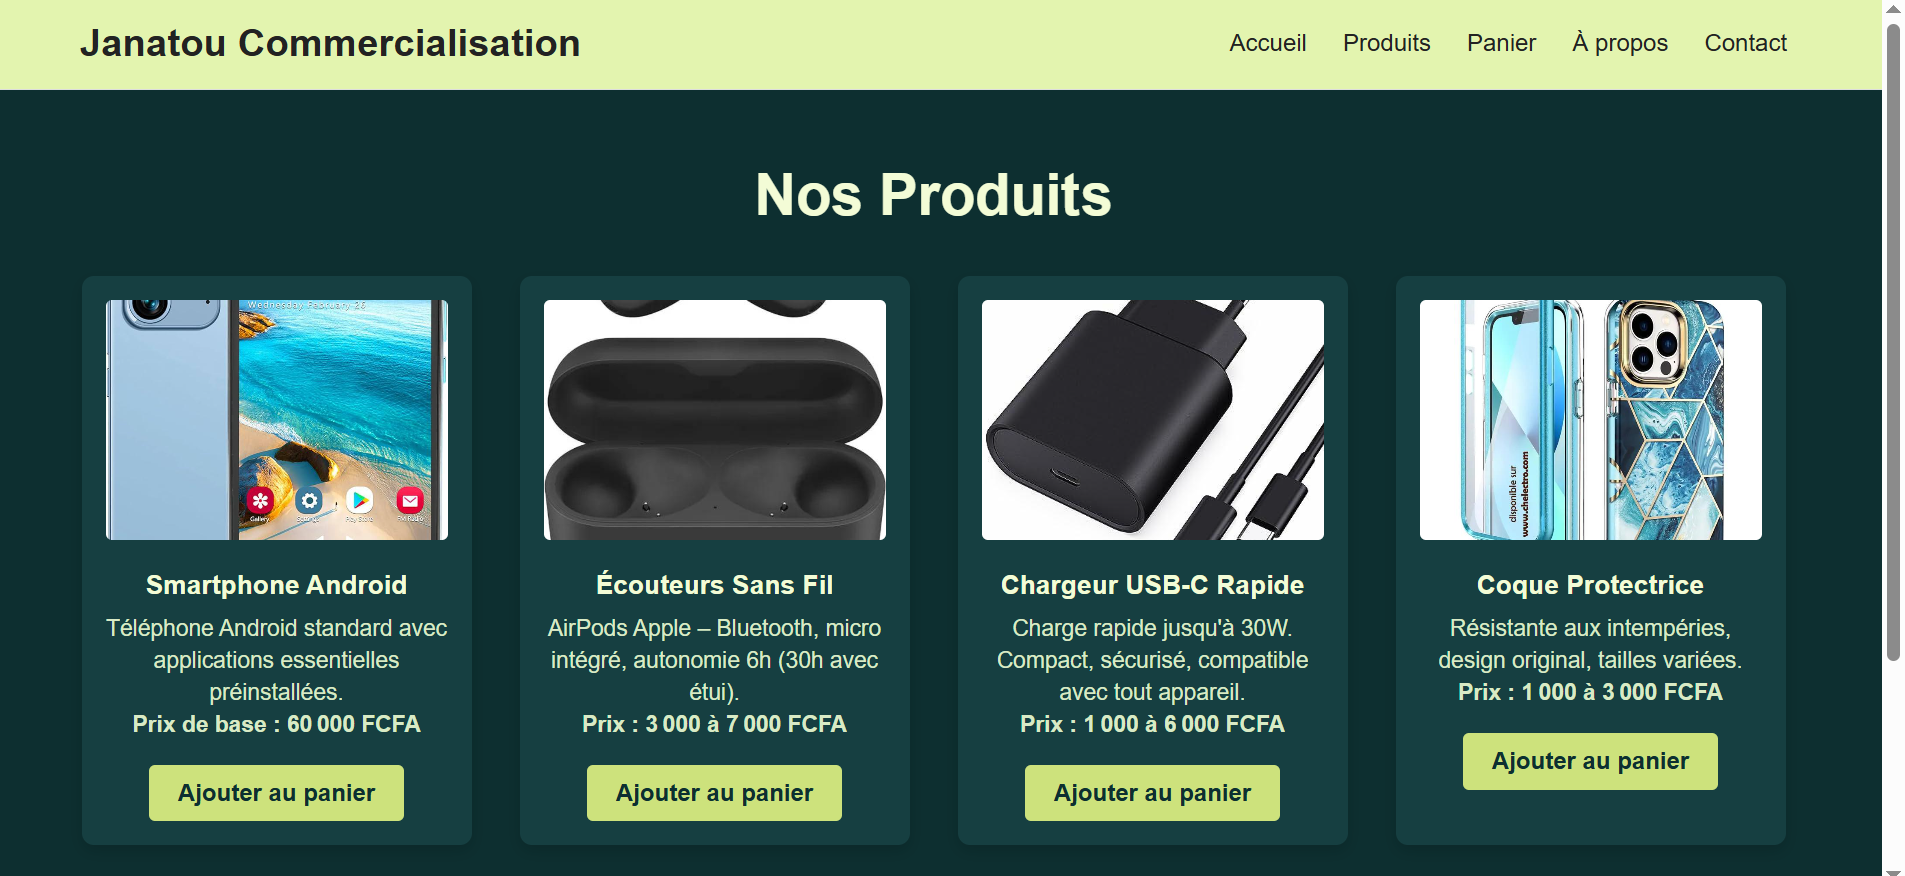 Janatou Commercialisation
Accueil
Produits
Panier
À propos
Contact
Nos Produits
Wednesday February 26
Gallery
Settings
Play Store
FM Radio
disponible sur
www.chelectro.com
Smartphone Android
Téléphone Android standard avec
applications essentielles
préinstallées.
Prix de base : 60 000 FCFA
Ajouter au panier
Écouteurs Sans Fil
AirPods Apple – Bluetooth, micro
intégré, autonomie 6h (30h avec
étui).
Prix : 3 000 à 7 000 FCFA
Ajouter au panier
Chargeur USB-C Rapide
Charge rapide jusqu'à 30W.
Compact, sécurisé, compatible
avec tout appareil.
Prix : 1 000 à 6 000 FCFA
Ajouter au panier
Coque Protectrice
Résistante aux intempéries,
design original, tailles variées.
Prix : 1 000 à 3 000 FCFA
Ajouter au panier